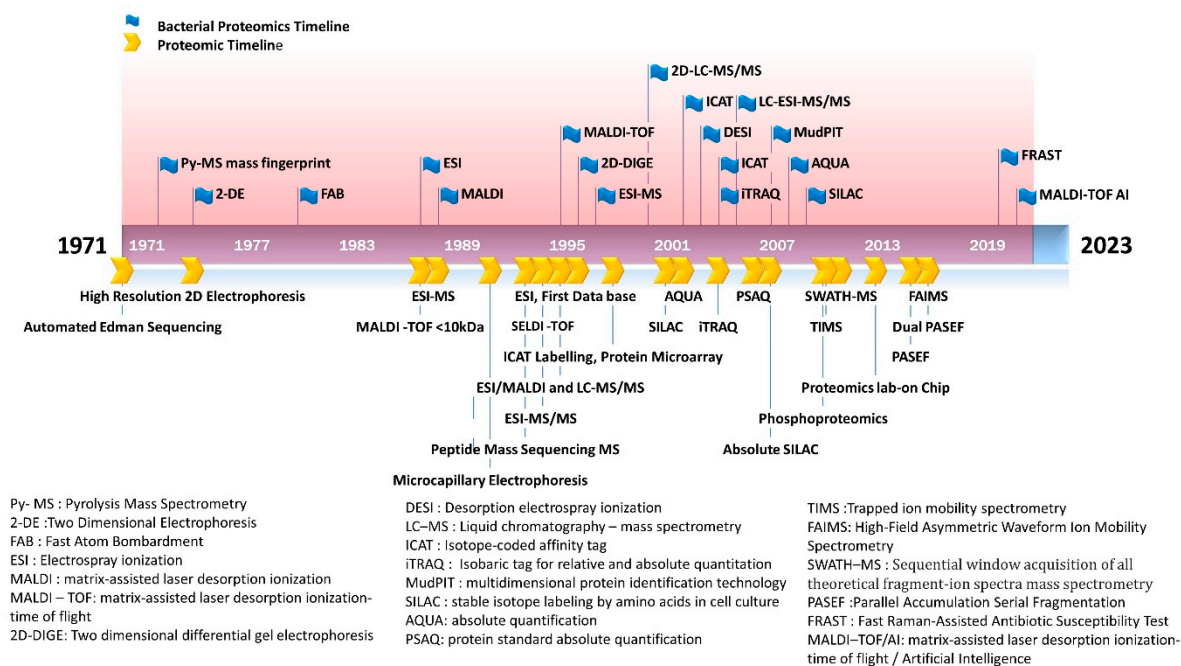 Bacterial Proteomics Timeline
Proteomic Timeline
2D-LC-MS/MS
ICAT LC-ESI-MS/MS
MALDI-TOF DESI MudPIT
Py-MS mass fingerprint ESI 2D-DIGE ICAT AQUA FRAST
2-DE FAB MALDI ESI-MS iTRAQ SILAC MALDI-TOF AI
1971 1971 1977 1983 1989 1995 2001 2007 2013 2019 2023
High Resolution 2D Electrophoresis ESI-MS ESI, First Data base AQUA PSAQ SWATH-MS FAIMS
Automated Edman Sequencing MALDI -TOF <10kDa SELDI -TOF SILAC iTRAQ TIMS Dual PASEF
ICAT Labelling, Protein Microarray PASEF
ESI/MALDI and LC-MS/MS Proteomics lab-on Chip
ESI-MS/MS Phosphoproteomics
Peptide Mass Sequencing MS Absolute SILAC
Microcapillary Electrophoresis
Py- MS : Pyrolysis Mass Spectrometry
2-DE :Two Dimensional Electrophoresis
FAB : Fast Atom Bombardment
ESI : Electrospray ionization
MALDI : matrix-assisted laser desorption ionization
MALDI – TOF: matrix-assisted laser desorption ionization-
time of flight
2D-DIGE: Two dimensional differential gel electrophoresis
DESI : Desorption electrospray ionization
LC–MS : Liquid chromatography – mass spectrometry
ICAT : Isotope-coded affinity tag
iTRAQ : Isobaric tag for relative and absolute quantitation
MudPIT : multidimensional protein identification technology
SILAC : stable isotope labeling by amino acids in cell culture
AQUA: absolute quantification
PSAQ: protein standard absolute quantification
TIMS :Trapped ion mobility spectrometry
FAIMS: High-Field Asymmetric Waveform Ion Mobility
Spectrometry
SWATH–MS : Sequential window acquisition of all
theoretical fragment-ion spectra mass spectrometry
PASEF :Parallel Accumulation Serial Fragmentation
FRAST : Fast Raman-Assisted Antibiotic Susceptibility Test
MALDI–TOF/AI: matrix-assisted laser desorption ionization-
time of flight / Artificial Intelligence